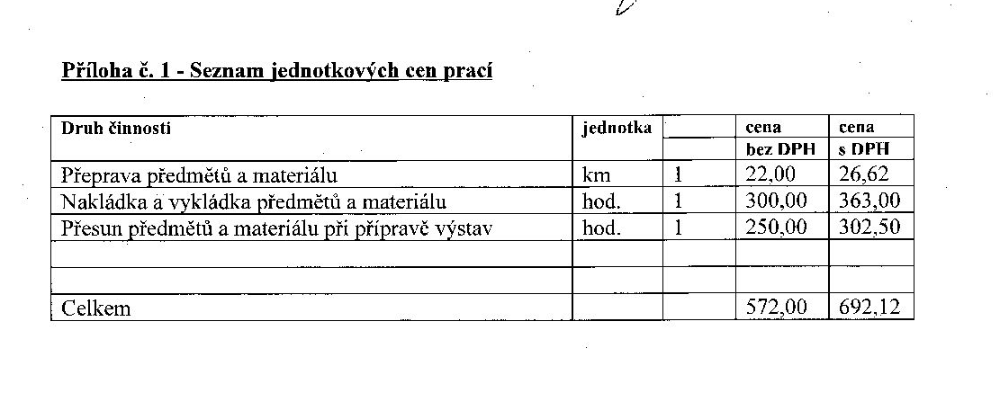 Příloha č. 1 - Seznam jednotkových cen prací
Druh činnosti jednotka cena cena
bez DPH s DPH
Přeprava předmětů a materiálu km 1 22,00 26,62
Nakládka a vykládka předmětů a materiálu hod. 1 300,00 363,00
Přesun předmětů a materiálu při přípravě výstav hod. 1 250,00 302,50
Celkem 572,00 692,12